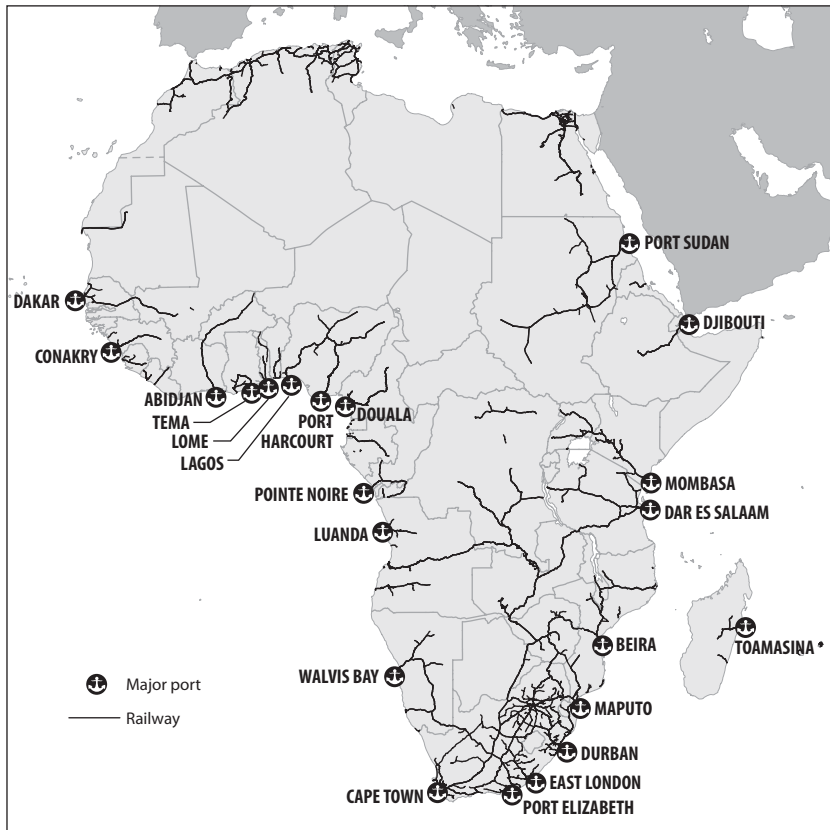 PORT SUDAN
DAKAR
DJIBOUTI
CONAKRY
ABIDJAN
TEMA
LOME
LAGOS
PORT
HARCOURT
DOUALA
POINTE NOIRE
MOMBASA
DAR ES SALAAM
LUANDA
BEIRA
TOAMASINA
WALVIS BAY
Major port
Railway
MAPUTO
DURBAN
EAST LONDON
CAPE TOWN
PORT ELIZABETH